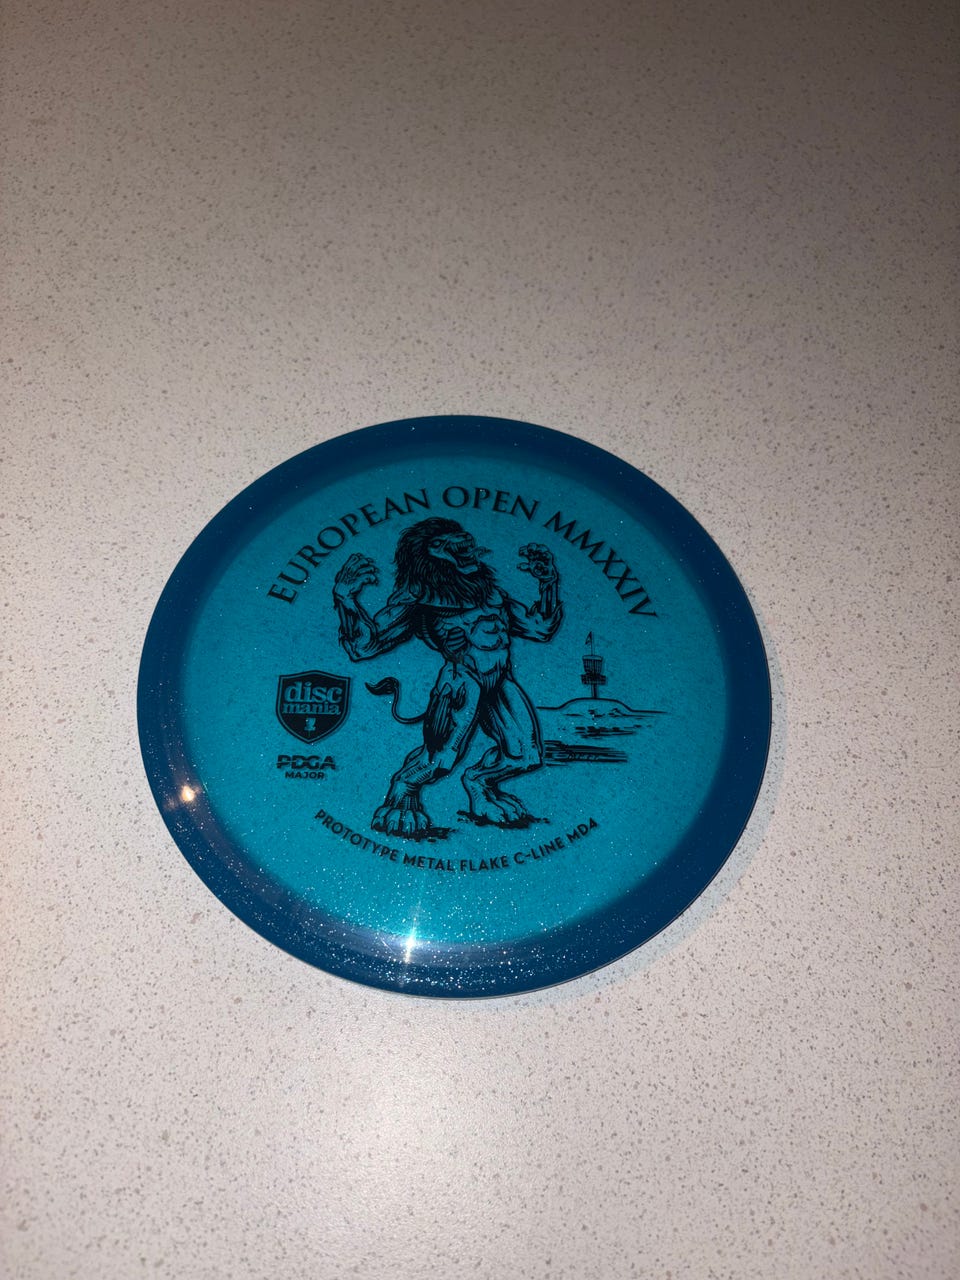 EUROPEAN OPEN MMXXIV
disc
mania
PDGA
MAJOR
PROTOTYPE METAL FLAKE C-LINE MD4